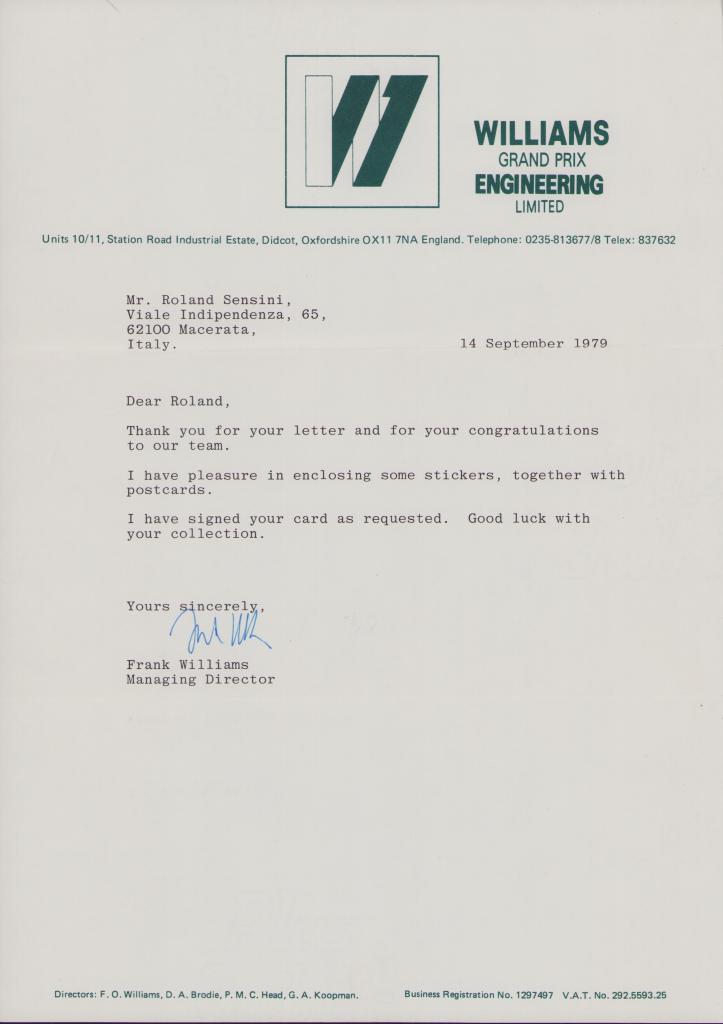 W
WILLIAMS
GRAND PRIX
ENGINEERING
LIMITED
Units 10/11, Station Road Industrial Estate, Didcot, Oxfordshire OX11 7NA England. Telephone: 0235-813677/8 Telex: 837632
Mr. Roland Sensini,
Viale Indipendenza, 65,
62100 Macerata,
Italy.
14 September 1979
Dear Roland,
Thank you for your letter and for your congratulations
to our team.
I have pleasure in enclosing some stickers, together with
postcards.
I have signed your card as requested.  Good luck with
your collection.
Yours sincerely,
Frank Williams
Managing Director
Directors: F. O. Williams, D. A. Brodie, P. M. C. Head, G. A. Koopman.
Business Registration No. 1297497 V.A.T. No. 292.5593.25